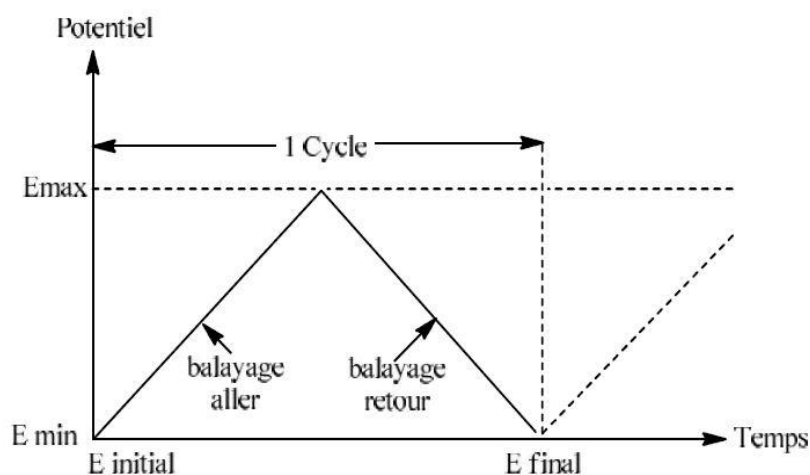 Potentiel
1 Cycle
Emax
balayage
aller
balayage
retour
E min
Temps
E initial
E final